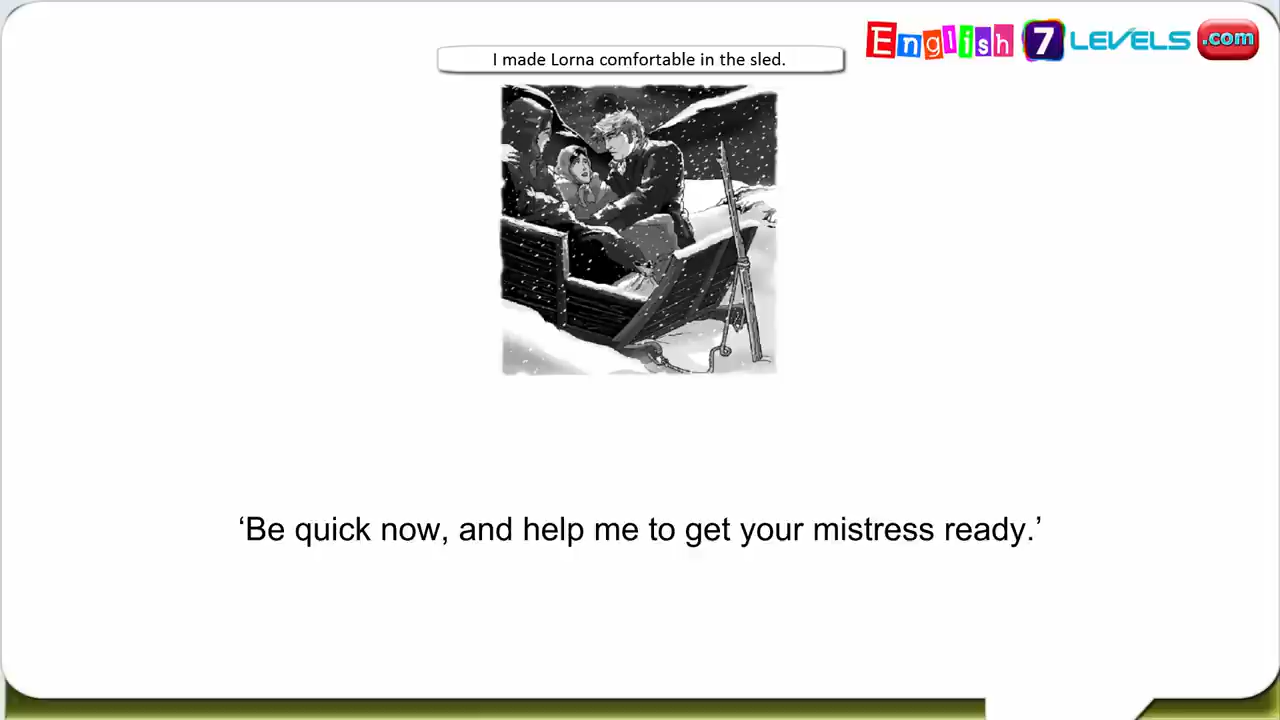 English 7 LEVELS .com
I made Lorna comfortable in the sled.
‘Be quick now, and help me to get your mistress ready.’